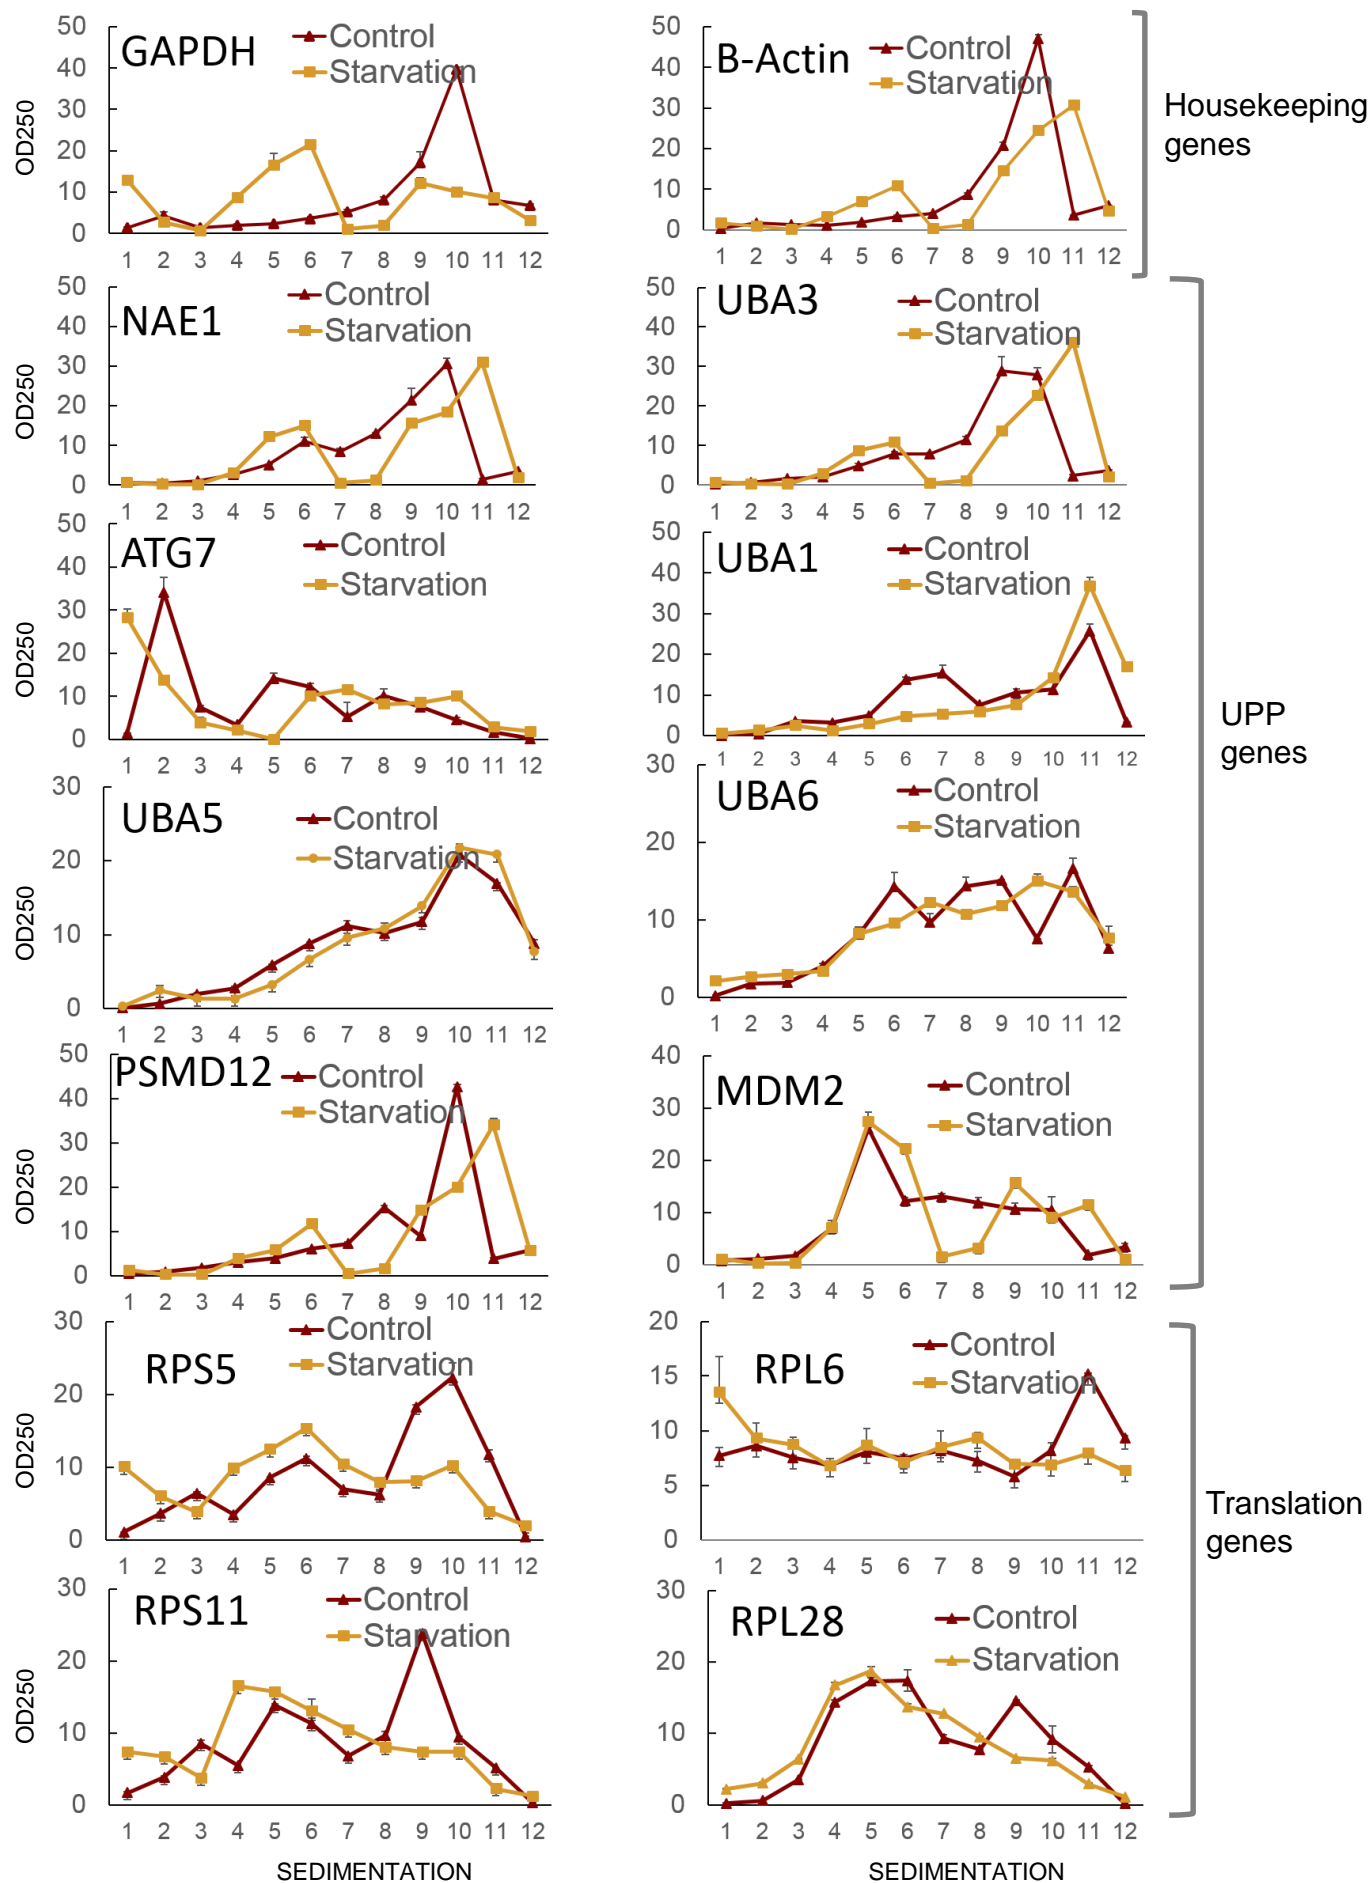 GAPDH
Control
Starvation
50
40
30
20
10
0
OD250
1 2 3 4 5 6 7 8 9 10 11 12
B-Actin
Control
Starvation
50
40
30
20
10
0
1 2 3 4 5 6 7 8 9 10 11 12
Housekeeping
genes
NAE1
Control
Starvation
50
40
30
20
10
0
OD250
1 2 3 4 5 6 7 8 9 10 11 12
UBA3
Control
Starvation
50
40
30
20
10
0
1 2 3 4 5 6 7 8 9 10 11 12
ATG7
Control
Starvation
50
40
30
20
10
0
OD250
1 2 3 4 5 6 7 8 9 10 11 12
UBA1
Control
Starvation
50
40
30
20
10
0
1 2 3 4 5 6 7 8 9 10 11 12
UPP
genes
UBA5
Control
Starvation
30
20
10
0
OD250
1 2 3 4 5 6 7 8 9 10 11 12
UBA6
Control
Starvation
30
20
10
0
1 2 3 4 5 6 7 8 9 10 11 12
PSMD12
Control
Starvation
50
40
30
20
10
0
OD250
1 2 3 4 5 6 7 8 9 10 11 12
MDM2
Control
Starvation
40
30
20
10
0
1 2 3 4 5 6 7 8 9 10 11 12
RPS5
Control
Starvation
30
20
10
0
OD250
1 2 3 4 5 6 7 8 9 10 11 12
RPL6
Control
Starvation
20
15
10
5
0
1 2 3 4 5 6 7 8 9 10 11 12
Translation
genes
RPS11
Control
Starvation
30
20
10
0
OD250
1 2 3 4 5 6 7 8 9 10 11 12
SEDIMENTATION
RPL28
Control
Starvation
30
20
10
0
1 2 3 4 5 6 7 8 9 10 11 12
SEDIMENTATION